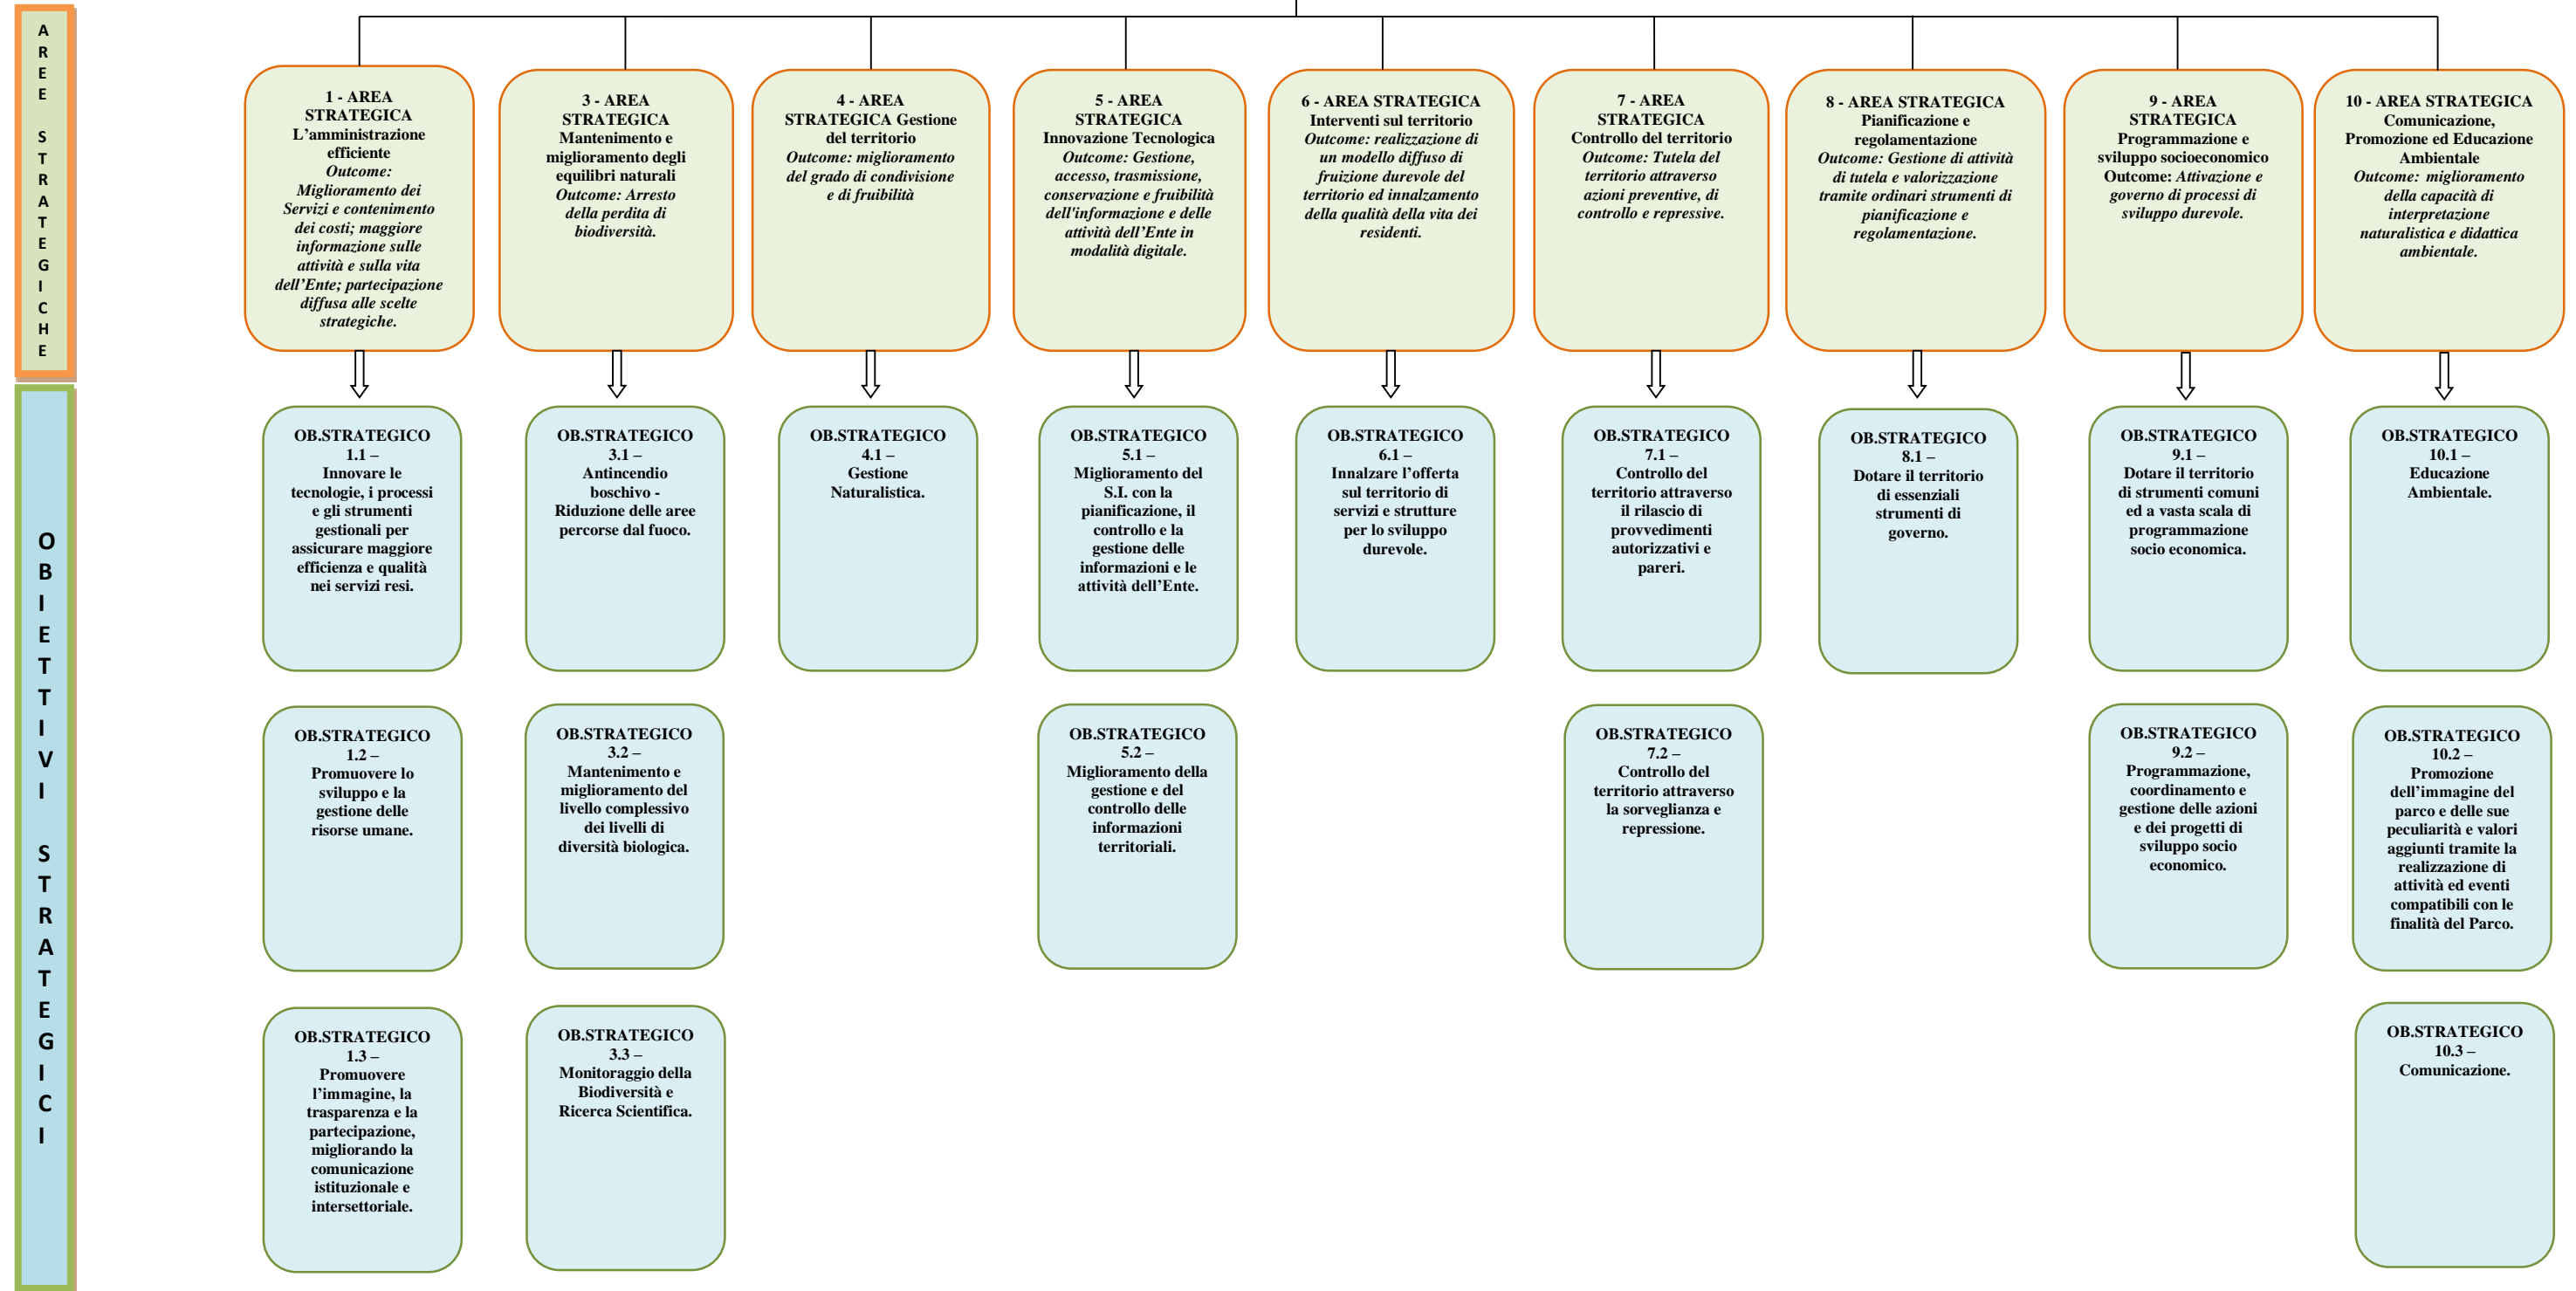 AREE STRATEGICHE
1 - AREA
STRATEGICA
L’amministrazione
efficiente
Outcome:
Miglioramento dei
Servizi e contenimento
dei costi; maggiore
informazione sulle
attività e sulla vita
dell’Ente; partecipazione
diffusa alle scelte
strategiche.
3 - AREA
STRATEGICA
Mantenimento e
miglioramento degli
equilibri naturali
Outcome: Arresto
della perdita di
biodiversità.
4 - AREA
STRATEGICA Gestione
del territorio
Outcome: miglioramento
del grado di condivisione
e di fruibilità
5 - AREA
STRATEGICA
Innovazione Tecnologica
Outcome: Gestione,
accesso, trasmissione,
conservazione e fruibilità
dell'informazione e delle
attività dell’Ente in
modalità digitale.
6 - AREA STRATEGICA
Interventi sul territorio
Outcome: realizzazione di
un modello diffuso di
fruizione durevole del
territorio ed innalzamento
della qualità della vita dei
residenti.
7 - AREA
STRATEGICA
Controllo del territorio
Outcome: Tutela del
territorio attraverso
azioni preventive, di
controllo e repressive.
8 - AREA STRATEGICA
Pianificazione e
regolamentazione
Outcome: Gestione di attività
di tutela e valorizzazione
tramite ordinari strumenti di
pianificazione e
regolamentazione.
9 - AREA
STRATEGICA
Programmazione e
sviluppo socioeconomico
Outcome: Attivazione e
governo di processi di
sviluppo durevole.
10 - AREA STRATEGICA
Comunicazione,
Promozione ed Educazione
Ambientale
Outcome: miglioramento
della capacità di
interpretazione
naturalistica e didattica
ambientale.
OBIETTIVI STRATEGICI
OB.STRATEGICO
1.1 –
Innovare le
tecnologie, i processi
e gli strumenti
gestionali per
assicurare maggiore
efficienza e qualità
nei servizi resi.
OB.STRATEGICO
3.1 –
Antincendio
boschivo -
Riduzione delle aree
percorse dal fuoco.
OB.STRATEGICO
4.1 –
Gestione
Naturalistica.
OB.STRATEGICO
5.1 –
Miglioramento del
S.I. con la
pianificazione, il
controllo e la
gestione delle
informazioni e le
attività dell’Ente.
OB.STRATEGICO
6.1 –
Innalzare l’offerta
sul territorio di
servizi e strutture
per lo sviluppo
durevole.
OB.STRATEGICO
7.1 –
Controllo del
territorio attraverso
il rilascio di
provvedimenti
autorizzativi e
pareri.
OB.STRATEGICO
8.1 –
Dotare il territorio
di essenziali
strumenti di
governo.
OB.STRATEGICO
9.1 –
Dotare il territorio
di strumenti comuni
ed a vasta scala di
programmazione
socio economica.
OB.STRATEGICO
10.1 –
Educazione
Ambientale.
OB.STRATEGICO
1.2 –
Promuovere lo
sviluppo e la
gestione delle
risorse umane.
OB.STRATEGICO
3.2 –
Mantenimento e
miglioramento del
livello complessivo
dei livelli di
diversità biologica.
OB.STRATEGICO
5.2 –
Miglioramento della
gestione e del
controllo delle
informazioni
territoriali.
OB.STRATEGICO
7.2 –
Controllo del
territorio attraverso
la sorveglianza e
repressione.
OB.STRATEGICO
9.2 –
Programmazione,
coordinamento e
gestione delle azioni
e dei progetti di
sviluppo socio
economico.
OB.STRATEGICO
10.2 –
Promozione
dell’immagine del
parco e delle sue
peculiarità e valori
aggiunti tramite la
realizzazione di
attività ed eventi
compatibili con le
finalità del Parco.
OB.STRATEGICO
1.3 –
Promuovere
l’immagine, la
trasparenza e la
partecipazione,
migliorando la
comunicazione
istituzionale e
intersettoriale.
OB.STRATEGICO
3.3 –
Monitoraggio della
Biodiversità e
Ricerca Scientifica.
OB.STRATEGICO
10.3 –
Comunicazione.